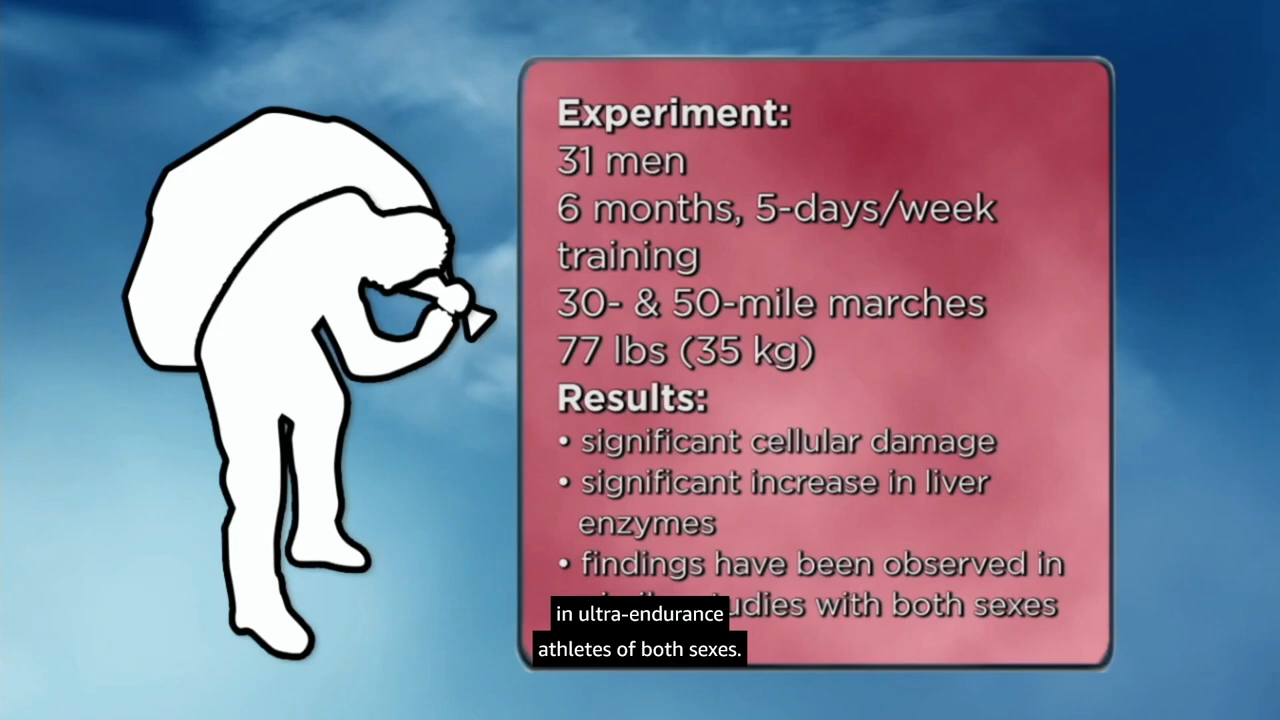 Experiment:
31 men
6 months, 5-days/week
training
30- & 50-mile marches
77 lbs (35 kg)
Results:
• significant cellular damage
• significant increase in liver
enzymes
• findings have been observed in
with both sexes
in ultra-endurance
athletes of both sexes.